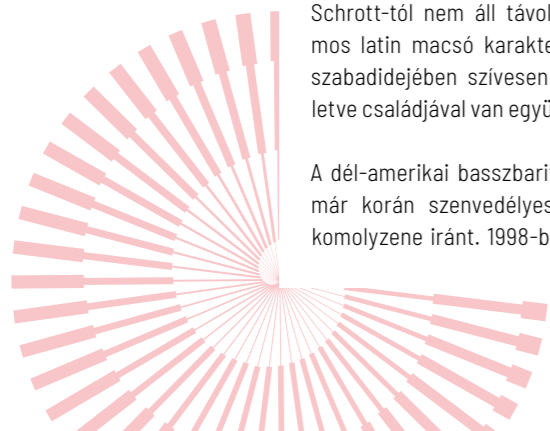 Schrott-tól nem áll távol
mos latin macsó karakte
szabadidejében szívesen
letve családjával van együ
A dél-amerikai basszbari
már korán szenvedélyes
komolyzene iránt. 1998-b